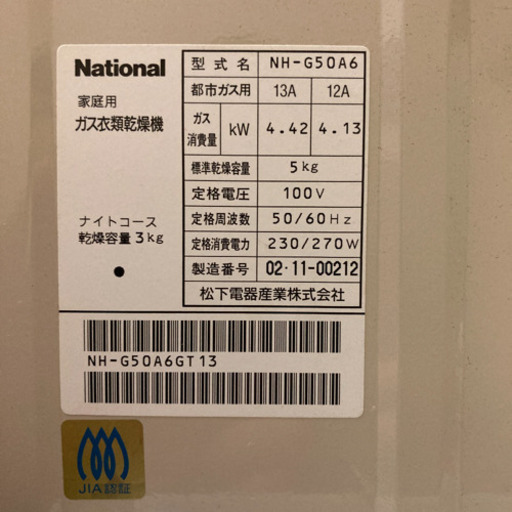 National
家庭用
ガス衣類乾燥機
ナイトコース
乾燥容量3kg
型式名 NH-G50A6
都市ガス用 13A 12A
ガス消費量 kW 4.42 4.13
標準乾燥容量 5kg
定格電圧 100V
定格周波数 50/60Hz
定格消費電力 230/270W
製造番号 02・11-00212
松下電器産業株式会社
NH-G50A6GT13
JIA認証